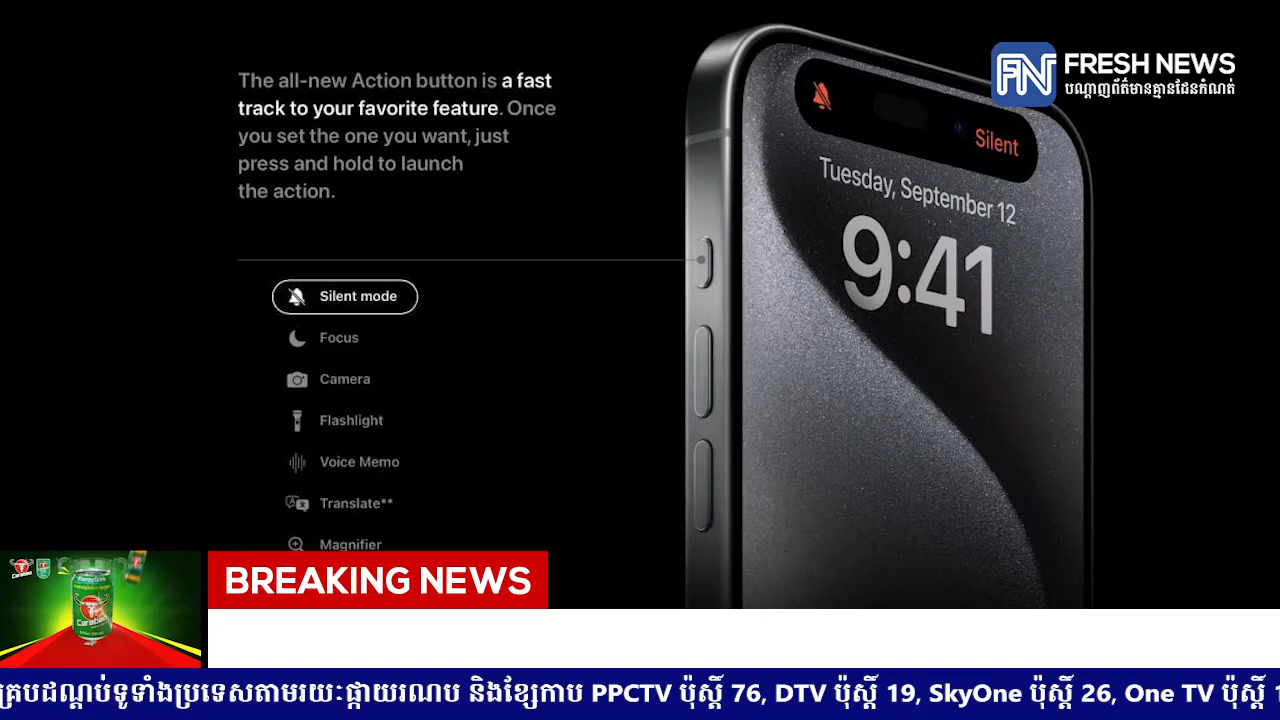 The all-new Action button is a fast
track to your favorite feature. Once
you set the one you want, just
press and hold to launch
the action.
Silent mode
Focus
Camera
Flashlight
Voice Memo
Translate**
Magnifier
Silent
Tuesday, September 12
9:41
FN FRESH NEWS
បណ្តាញព័ត៌មានគ្មានដែនកំណត់
Carabao
BREAKING NEWS
គ្របដណ្តប់ទូទាំងប្រទេសតាមរយៈផ្កាយរណប និងខ្សែកាប PPCTV ប៉ុស្តិ៍ 76, DTV ប៉ុស្តិ៍ 19, SkyOne ប៉ុស្តិ៍ 26, One TV ប៉ុស្តិ៍ 1